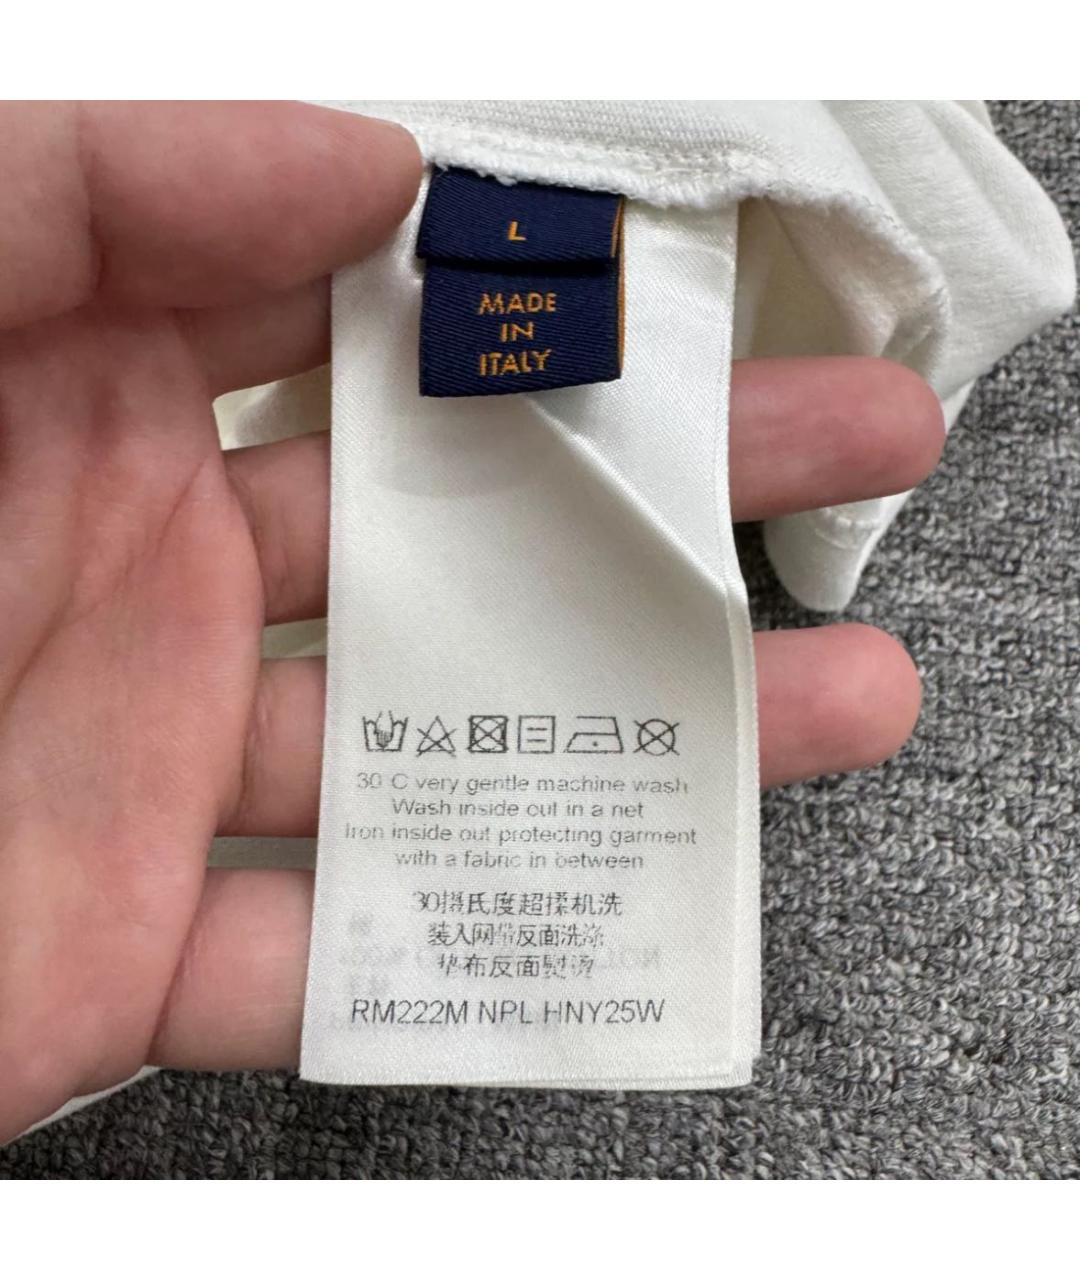 L
MADE
IN
ITALY
30 C very gentle machine wash
Wash inside out in a net
Iron inside out protecting garment
with a fabric in between
30摄氏度超揉机洗
装入网带反面洗涤
垫布反面熨烫
RM222M NPL HNY25W